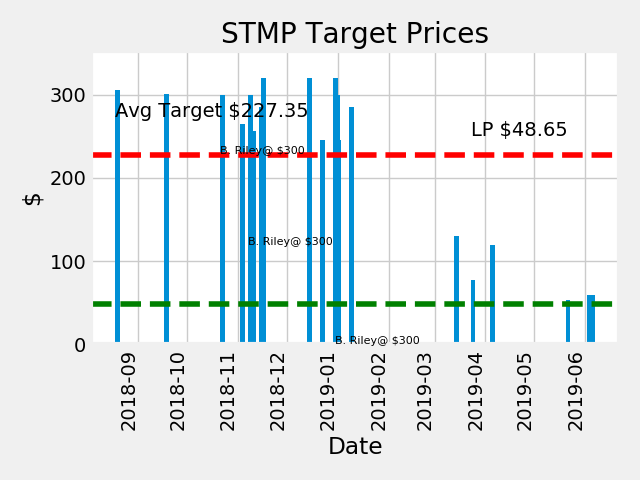 STMP Target Prices
$
300
200
100
0
Avg Target $227.35
LP $48.65
B. Riley@ $300
B. Riley@ $300
B. Riley@ $300
2018-09
2018-10
2018-11
2018-12
2019-01
2019-02
2019-03
2019-04
2019-05
2019-06
Date